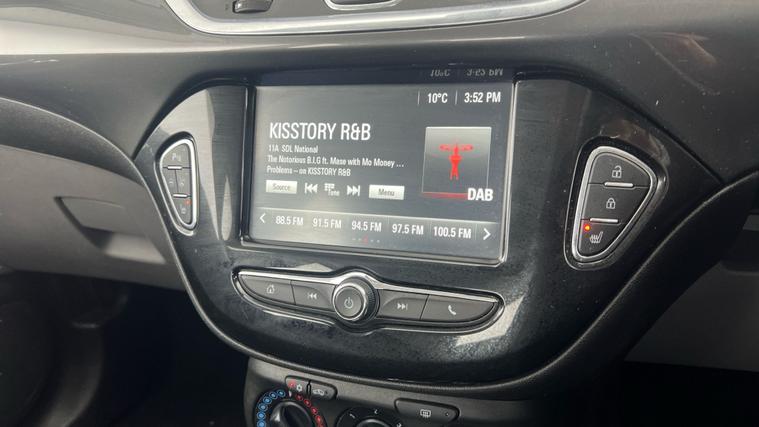 10°C 3:52 PM
KISSTORY R&B
11A SDL National
The Notorious B.I.G ft. Mase with Mo Money ...
Problems - on KISSTORY R&B
Source Tune Menu
DAB
88.5 FM 91.5 FM 94.5 FM 97.5 FM 100.5 FM